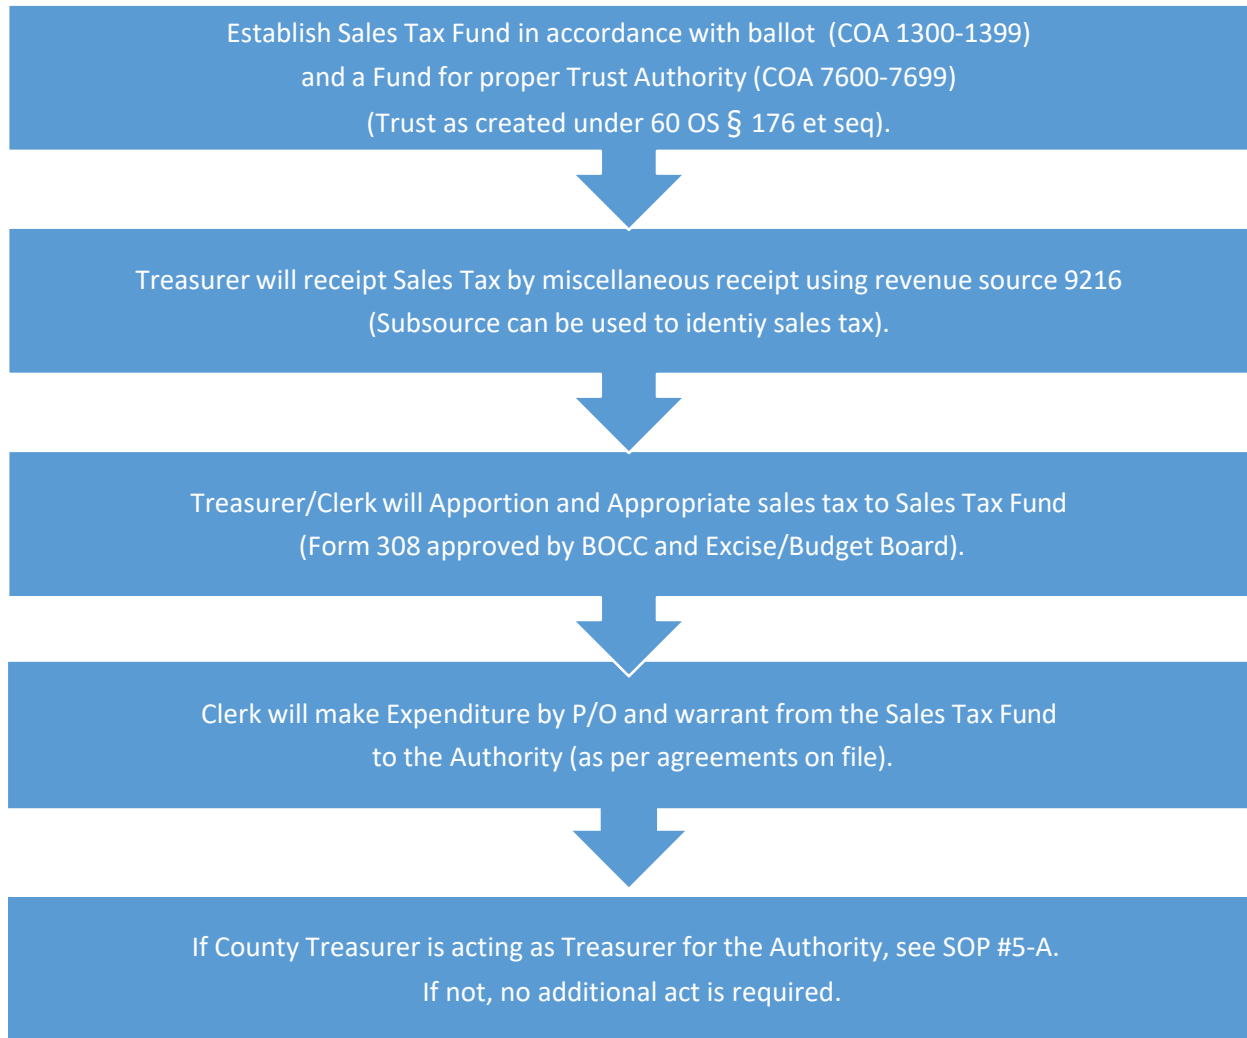 Establish Sales Tax Fund in accordance with ballot  (COA 1300-1399)
and a Fund for proper Trust Authority (COA 7600-7699)
(Trust as created under 60 OS § 176 et seq).
Treasurer will receipt Sales Tax by miscellaneous receipt using revenue source 9216
(Subsource can be used to identiy sales tax).
Treasurer/Clerk will Apportion and Appropriate sales tax to Sales Tax Fund
(Form 308 approved by BOCC and Excise/Budget Board).
Clerk will make Expenditure by P/O and warrant from the Sales Tax Fund
to the Authority (as per agreements on file).
If County Treasurer is acting as Treasurer for the Authority, see SOP #5-A.
If not, no additional act is required.